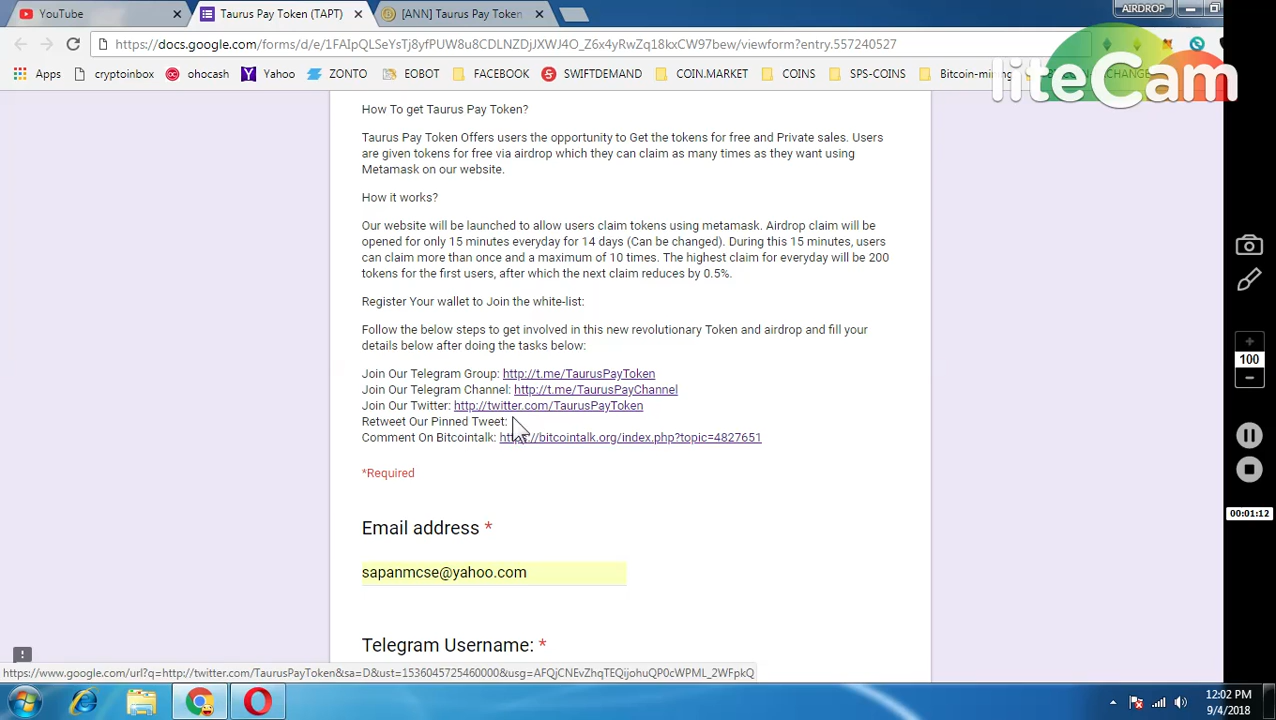 YouTube
Taurus Pay Token (TAPT)
[ANN] Taurus Pay Token
AIRDROP
https://docs.google.com/forms/d/e/1FAIpQLSeYsTj8yfPUW8t8CDLNZDJJXWJ4O_Z6x4yRwZq18kxCW97bew/viewform?entry.557240527
Apps
cryptoinbox
ohocash
Yahoo
ZONTO
EOBOT
FACEBOOK
SWIFTDEMAND
COIN.MARKET
COINS
SPS-COINS
liteCam
How To get Taurus Pay Token?
Taurus Pay Token Offers users the opportunity to Get the tokens for free and Private sales. Users
are given tokens for free via airdrop which they can claim as many times as they want using
Metamask on our website.
How it works?
Our website will be launched to allow users claim tokens using metamask. Airdrop claim will be
opened for only 15 minutes everyday for 14 days (Can be changed). During this 15 minutes, users
can claim more than once and a maximum of 10 times. The highest claim for everyday will be 200
tokens for the first users, after which the next claim reduces by 0.5%.
Register Your wallet to Join the white-list:
Follow the below steps to get involved in this new revolutionary Token and airdrop and fill your
details below after doing the tasks below:
Join Our Telegram Group: http://t.me/TaurusPayToken
Join Our Telegram Channel: http://t.me/TaurusPayChannel
Join Our Twitter: http://twitter.com/TaurusPayToken
Retweet Our Pinned Tweet:
Comment On Bitcointalk: bitcointalk.org/index.php?topic=4827651
*Required
Email address *
sapanmcse@yahoo.com
Telegram Username: *
100
00:01:12
https://www.google.com/url?q=http://twitter.com/TaurusPayToken&sa=D&ust=1536045725460000&usg=AFQjCNEvZhqTEQijohuQP0cWPML_2WFpkQ
12:02 PM
9/4/2018